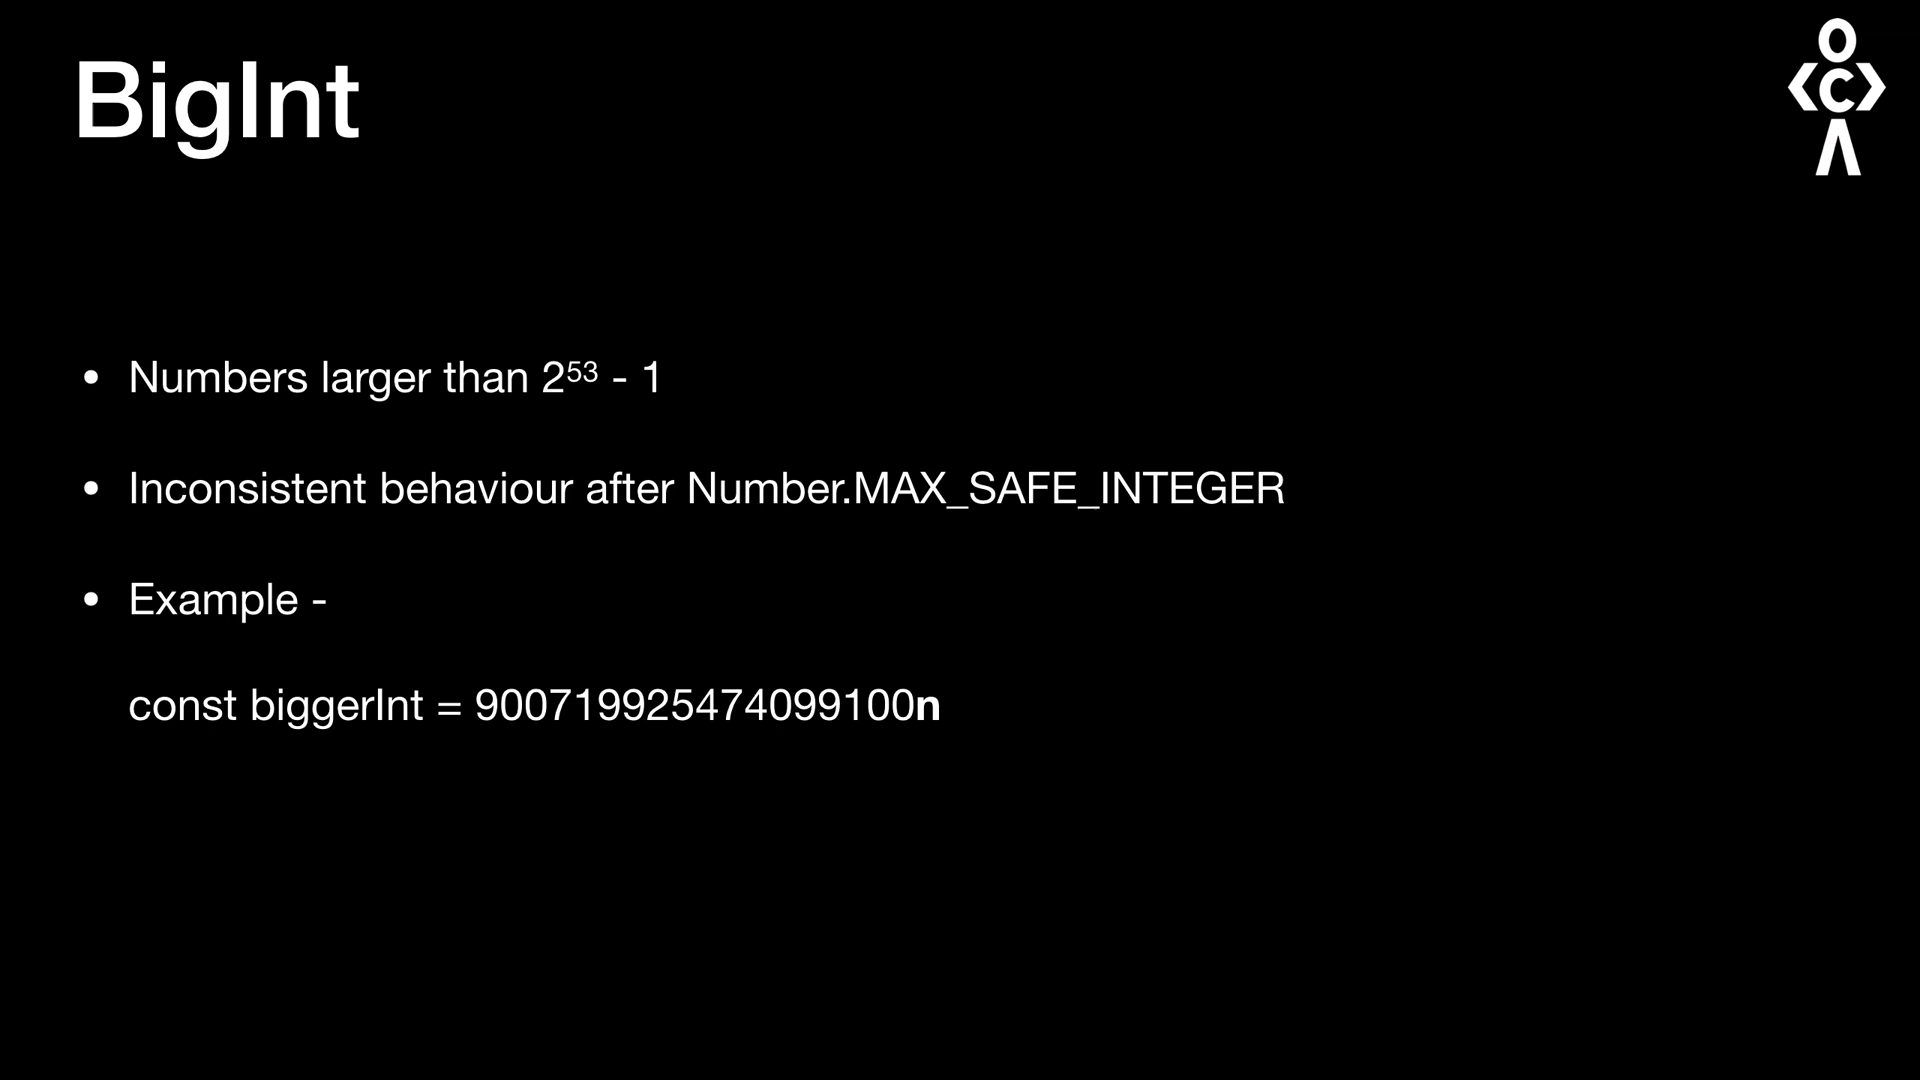 BigInt
O
<C>
Λ
• Numbers larger than 2⁵³ - 1
• Inconsistent behaviour after Number.MAX_SAFE_INTEGER
• Example -
const biggerInt = 900719925474099100n